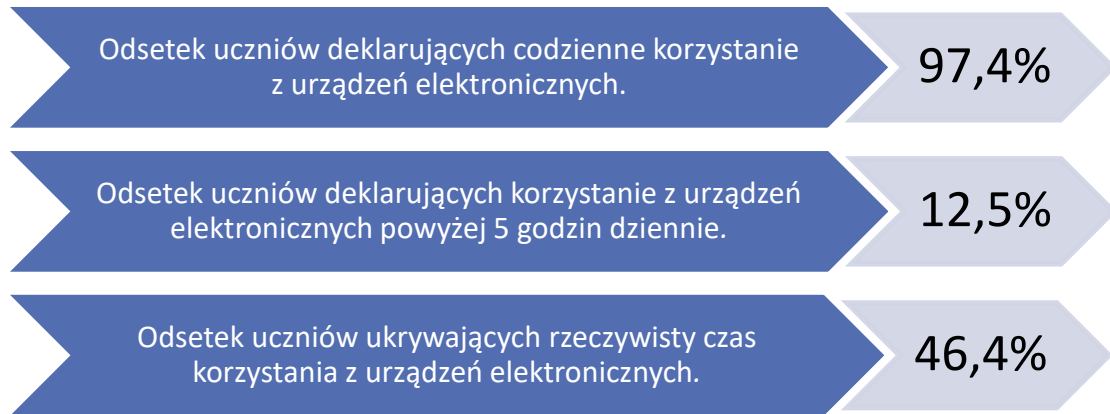 Odsetek uczniów deklarujących codzienne korzystanie
z urządzeń elektronicznych.
97,4%
Odsetek uczniów deklarujących korzystanie z urządzeń
elektronicznych powyżej 5 godzin dziennie.
12,5%
Odsetek uczniów ukrywających rzeczywisty czas
korzystania z urządzeń elektronicznych.
46,4%